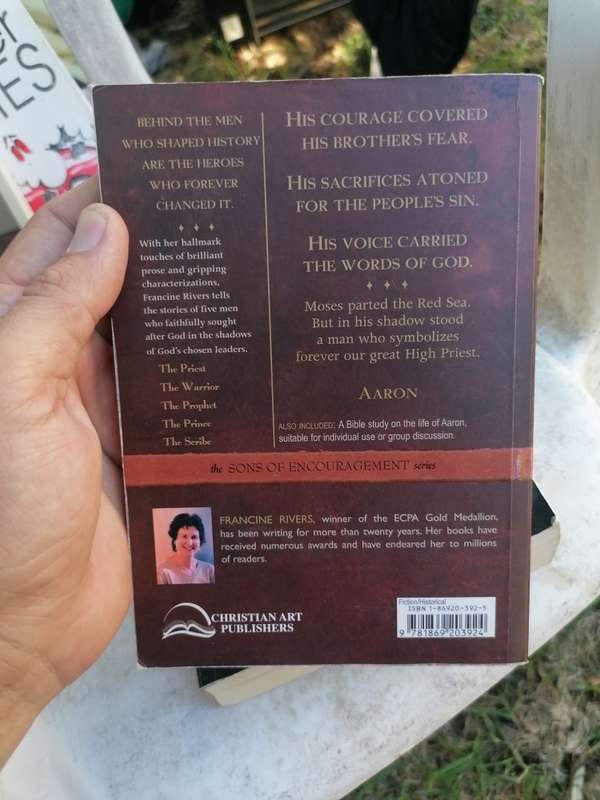 er
IES
BEHIND THE MEN
WHO SHAPED HISTORY
ARE THE HEROES
WHO FOREVER
CHANGED IT.
With her hallmark
touches of brilliant
prose and gripping
characterizations,
Francine Rivers tells
the stories of five men
who faithfully sought
after God in the shadows
of God's chosen leaders.
The Priest
The Warrior
The Prophet
The Prince
The Scribe
HIS COURAGE COVERED
HIS BROTHER'S FEAR.
HIS SACRIFICES ATONED
FOR THE PEOPLE'S SIN.
HIS VOICE CARRIED
THE WORDS OF GOD.
Moses parted the Red Sea.
But in his shadow stood
a man who symbolizes
forever our great High Priest.
AARON
ALSO INCLUDED: A Bible study on the life of Aaron,
suitable for individual use or group discussion.
the SONS OF ENCOURAGEMENT series
FRANCINE RIVERS, winner of the ECPA Gold Medallion,
has been writing for more than twenty years. Her books have
received numerous awards and have endeared her to millions
of readers.
CHRISTIAN ART
PUBLISHERS
Fiction/Historical
ISBN 1-86920-392-5
9 781869 203924